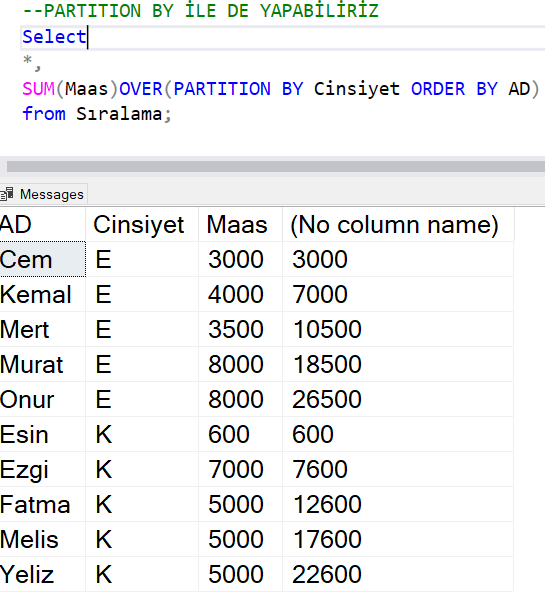 --PARTITION BY İLE DE YAPABİLİRİZ
Select
*,
SUM(Maas)OVER(PARTITION BY Cinsiyet ORDER BY AD)
from Sıralama;
Messages
AD Cinsiyet Maas (No column name)
Cem E 3000 3000
Kemal E 4000 7000
Mert E 3500 10500
Murat E 8000 18500
Onur E 8000 26500
Esin K 600 600
Ezgi K 7000 7600
Fatma K 5000 12600
Melis K 5000 17600
Yeliz K 5000 22600